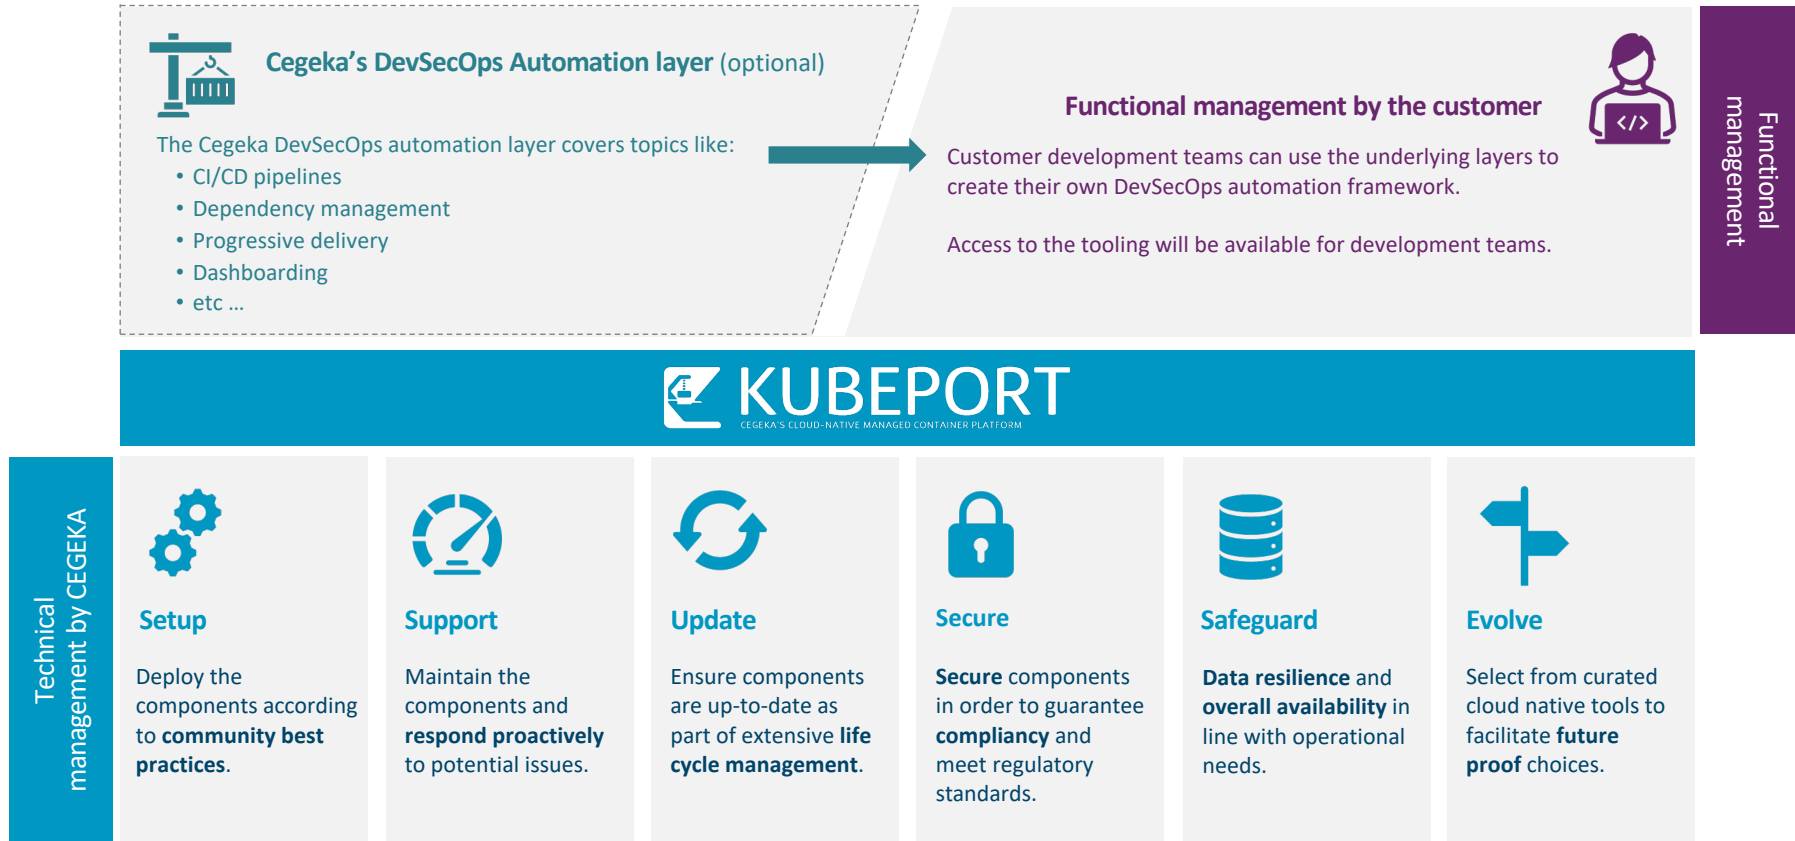 Cegeka’s DevSecOps Automation layer (optional)
The Cegeka DevSecOps automation layer covers topics like:
• CI/CD pipelines
• Dependency management
• Progressive delivery
• Dashboarding
• etc ...
Functional management by the customer
</>
Customer development teams can use the underlying layers to
create their own DevSecOps automation framework.
Access to the tooling will be available for development teams.
Functional
management
KUBEPORT
CEGEKA'S CLOUD-NATIVE MANAGED CONTAINER PLATFORM
Technical
management by CEGEKA
Setup
Deploy the
components according
to community best
practices.
Support
Maintain the
components and
respond proactively
to potential issues.
Update
Ensure components
are up-to-date as
part of extensive life
cycle management.
Secure
Secure components
in order to guarantee
compliancy and
meet regulatory
standards.
Safeguard
Data resilience and
overall availability in
line with operational
needs.
Evolve
Select from curated
cloud native tools to
facilitate future
proof choices.